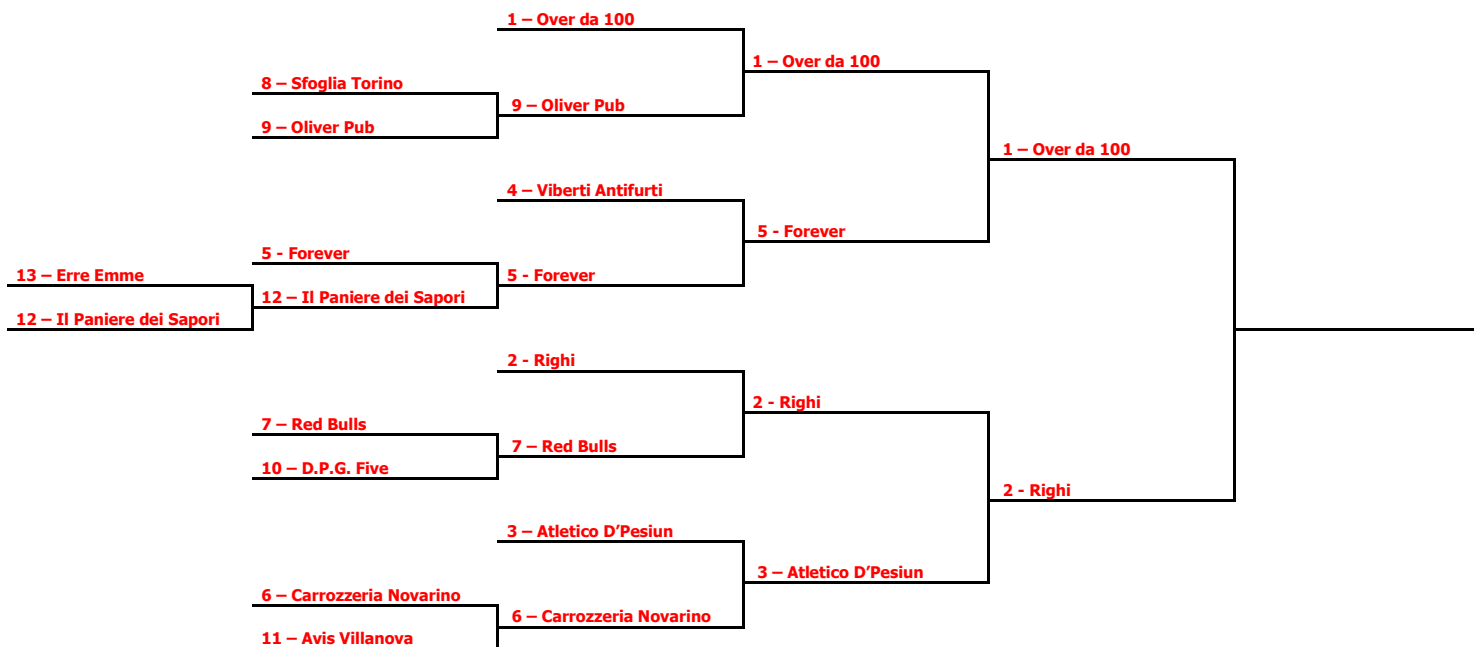 1 – Over da 100
1 – Over da 100
8 – Sfoglia Torino
9 – Oliver Pub
9 – Oliver Pub
1 – Over da 100
4 – Viberti Antifurti
5 - Forever
5 - Forever
13 – Erre Emme
5 - Forever
12 – Il Paniere dei Sapori
12 – Il Paniere dei Sapori
2 - Righi
2 - Righi
7 – Red Bulls
7 – Red Bulls
10 – D.P.G. Five
2 - Righi
3 – Atletico D’Pesiun
3 – Atletico D’Pesiun
6 – Carrozzeria Novarino
6 – Carrozzeria Novarino
11 – Avis Villanova